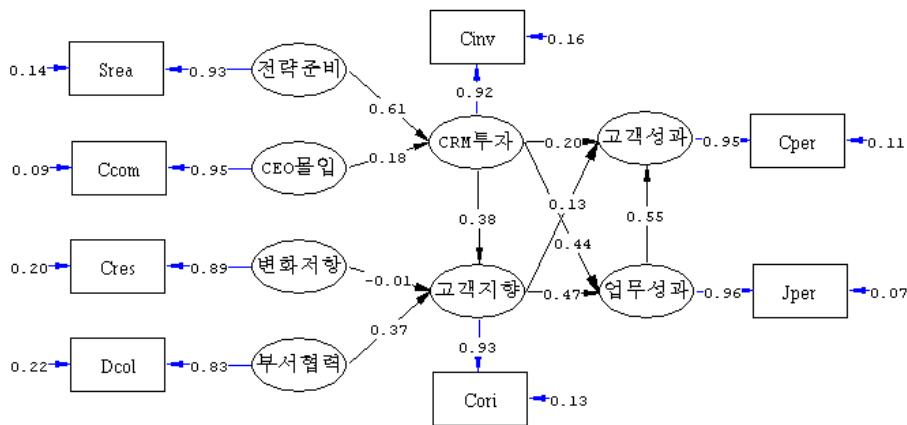 Cinv
0.16
0.14
Srea
0.93
전략준비
0.92
0.61
CRM투자
0.20
고객성과
0.95
Cper
0.11
0.09
Ccom
0.95
CEO몰입
0.18
0.38
0.13
0.55
0.44
0.20
Cres
0.89
변화저항
-0.01
고객지향
0.47
업무성과
0.96
Jper
0.07
0.37
0.22
Dcol
0.83
부서협력
0.93
Cori
0.13